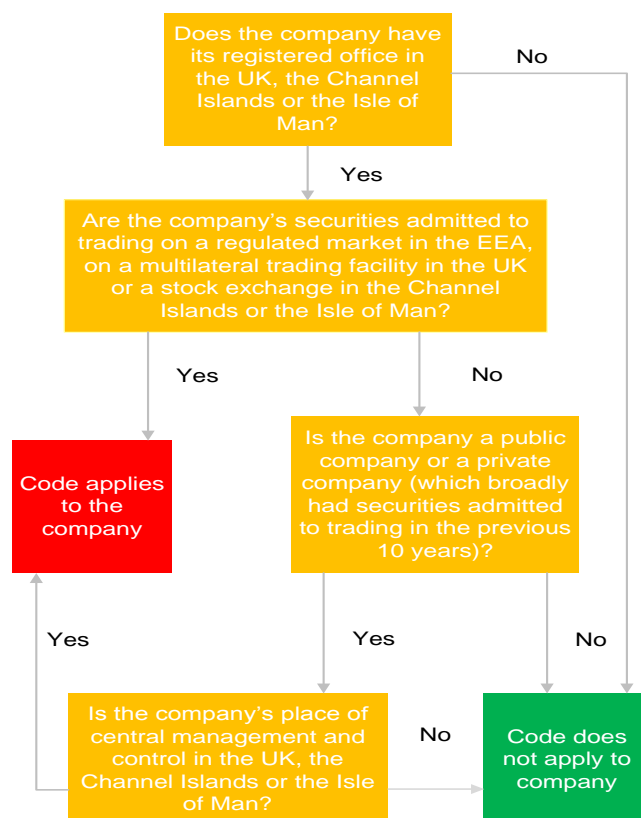 Does the company have
its registered office in
the UK, the Channel
Islands or the Isle of
Man?
No
Yes
Are the company’s securities admitted to
trading on a regulated market in the EEA,
on a multilateral trading facility in the UK
or a stock exchange in the Channel
Islands or the Isle of Man?
Yes
No
Code applies
to the
company
Is the company a public
company or a private
company (which broadly
had securities admitted
to trading in the previous
10 years)?
Yes
Yes
No
Is the company’s place of
central management and
control in the UK, the
Channel Islands or the Isle
of Man?
No
Code does
not apply to
company